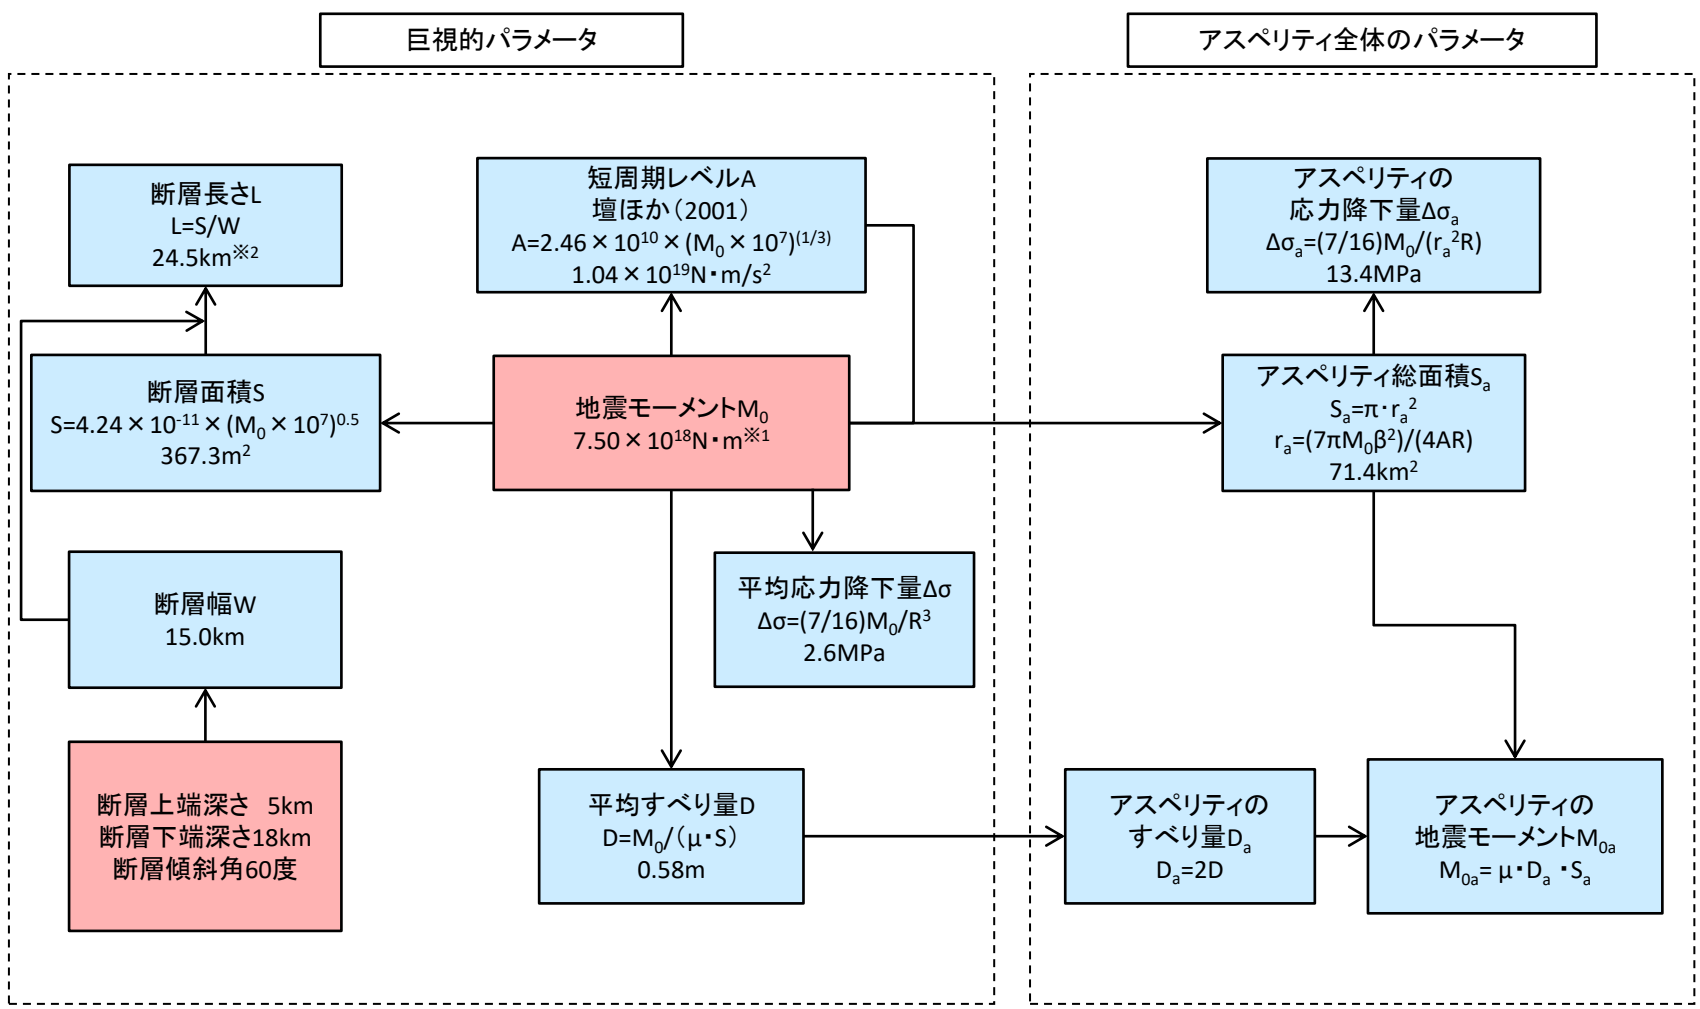 巨視的パラメータ
アスペリティ全体のパラメータ
断層長さL
L=S/W
24.5km※2
短周期レベルA
壇ほか（2001）
A=2.46×10^10×(M0×10^7)^(1/3)
1.04×10^19N・m/s^2
アスペリティの
応力降下量Δσa
Δσa=(7/16)M0/(ra^2R)
13.4MPa
断層面積S
S=4.24×10^-11×(M0×10^7)^0.5
367.3m^2
地震モーメントM0
7.50×10^18N・m※1
アスペリティ総面積Sa
Sa=π・ra^2
ra=(7πM0β^2)/(4AR)
71.4km^2
断層幅W
15.0km
平均応力降下量Δσ
Δσ=(7/16)M0/R^3
2.6MPa
断層上端深さ 5km
断層下端深さ18km
断層傾斜角60度
平均すべり量D
D=M0/(μ・S)
0.58m
アスペリティの
すべり量Da
Da=2D
アスペリティの
地震モーメントM0a
M0a= μ・Da ・Sa